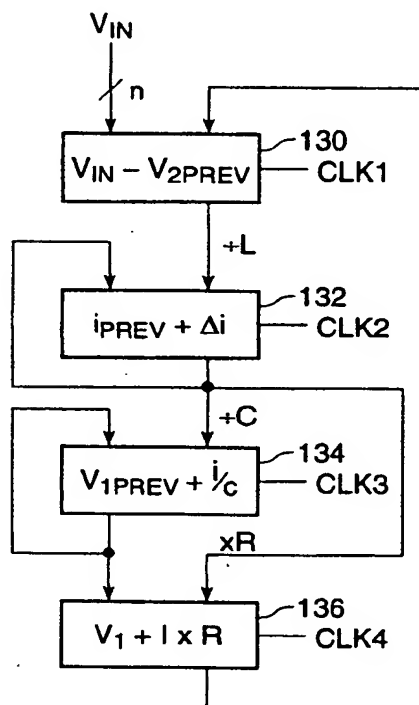 V_IN
n
130
V_IN – V_2PREV
CLK1
+L
132
i_PREV + Δi
CLK2
+C
134
V_1PREV + i/c
CLK3
xR
136
V_1 + I x R
CLK4